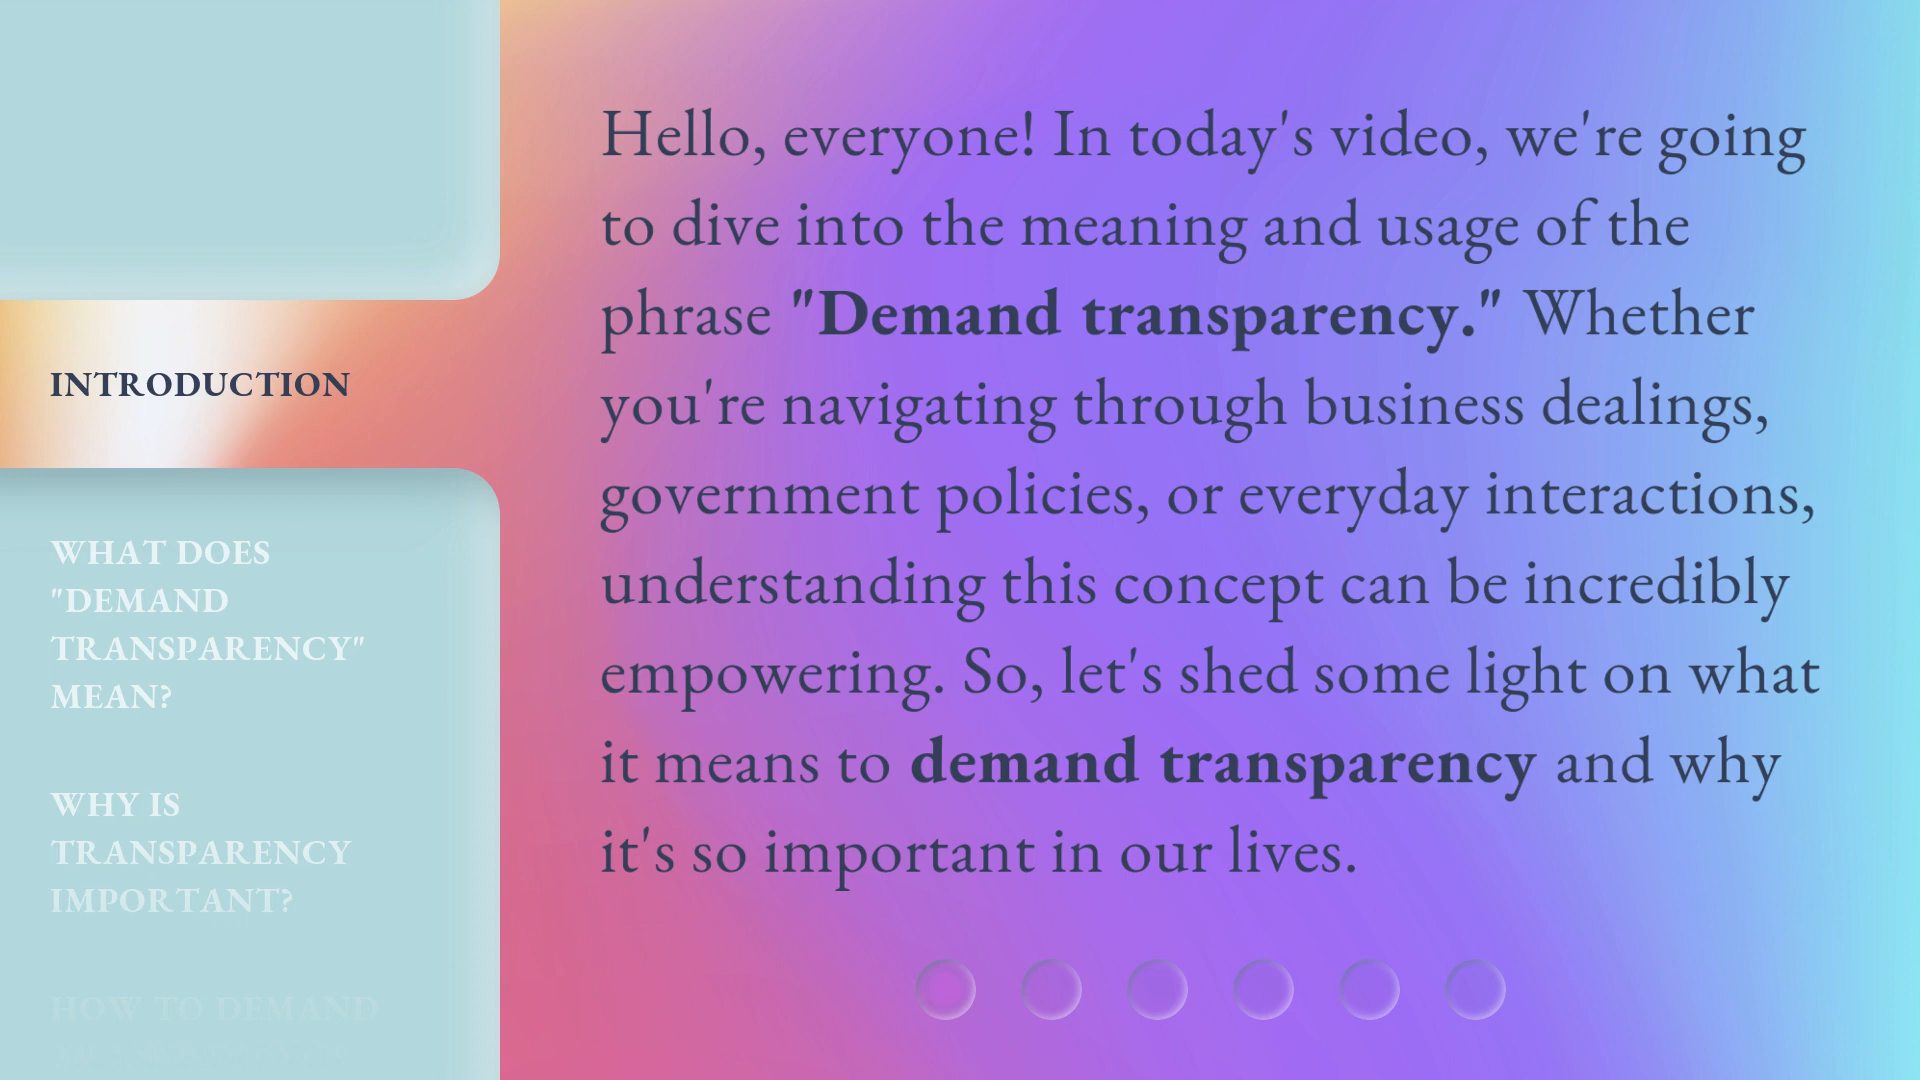 INTRODUCTION
WHAT DOES
"DEMAND
TRANSPARENCY"
MEAN?
WHY IS
TRANSPARENCY
IMPORTANT?
HOW TO DEMAND
Hello, everyone! In today's video, we're going
to dive into the meaning and usage of the
phrase "Demand transparency." Whether
you're navigating through business dealings,
government policies, or everyday interactions,
understanding this concept can be incredibly
empowering. So, let's shed some light on what
it means to demand transparency and why
it's so important in our lives.